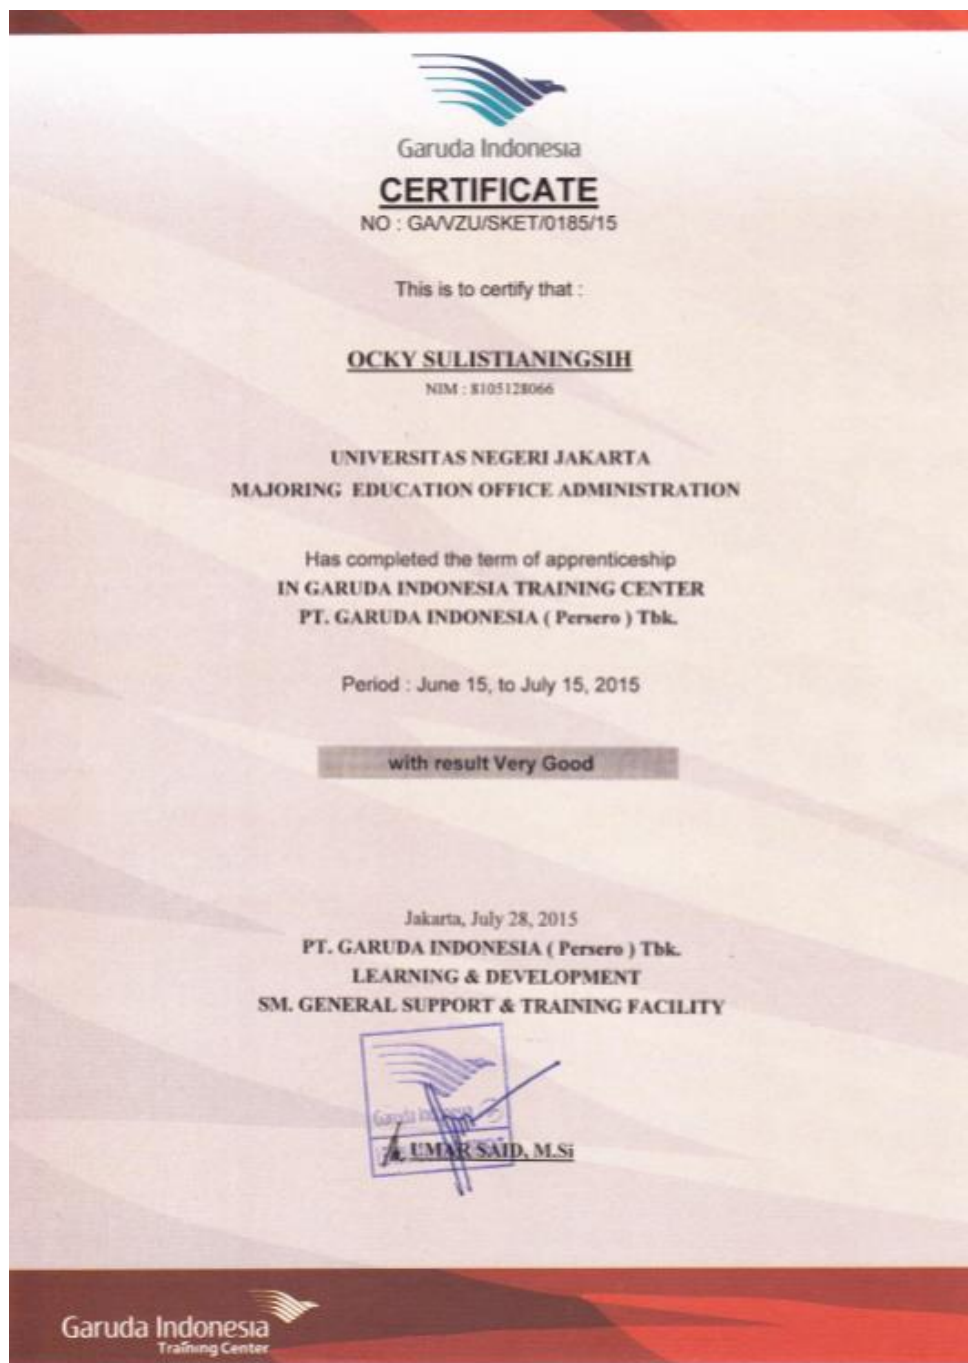 Garuda Indonesia
CERTIFICATE
NO : GA/VZU/SKET/0185/15
This is to certify that :
OCKY SULISTIANINGSIH
NIM : 8105128066
UNIVERSITAS NEGERI JAKARTA
MAJORING EDUCATION OFFICE ADMINISTRATION
Has completed the term of apprenticeship
IN GARUDA INDONESIA TRAINING CENTER
PT. GARUDA INDONESIA ( Persero ) Tbk.
Period : June 15, to July 15, 2015
with result Very Good
Jakarta, July 28, 2015
PT. GARUDA INDONESIA ( Persero ) Tbk.
LEARNING & DEVELOPMENT
SM. GENERAL SUPPORT & TRAINING FACILITY
Garuda Indonesia
UMAR SAID, M.Si
Garuda Indonesia
Training Center